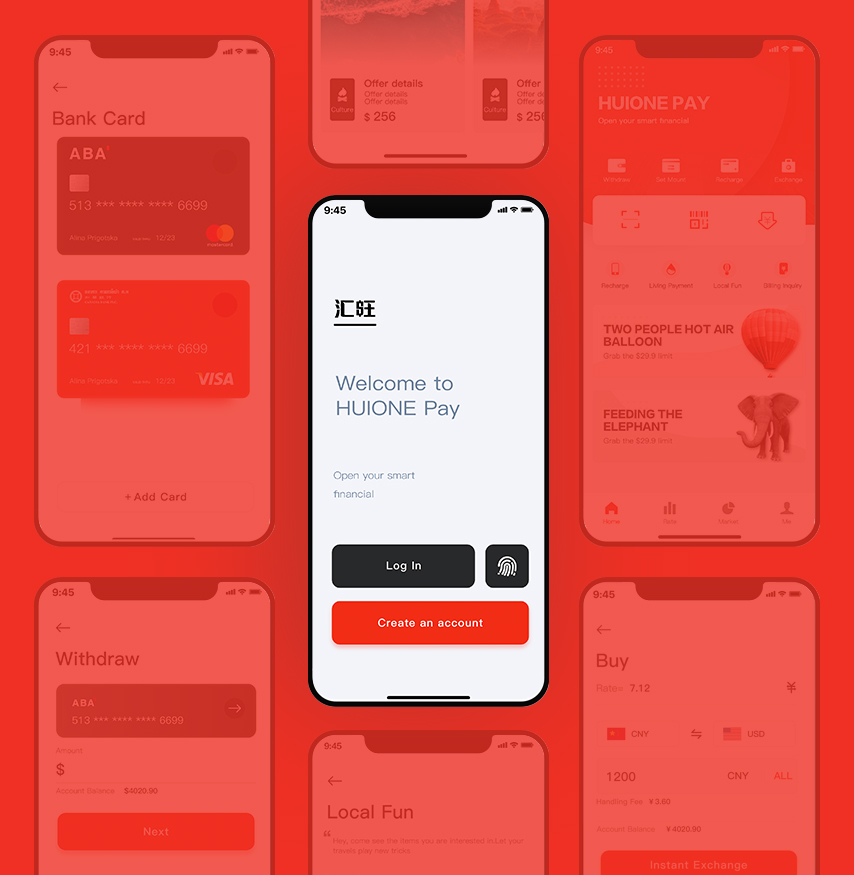 9:45
Bank Card
ABA'
513 *** **** **** 6699
Alina Prigotska
12/23
mastercard
421 *** **** **** 6699
Alina Prigotska
12/23
VISA
+ Add Card
Culture
Offer details
Offer details
Offer details
$ 256
Culture
Offer
Offer de
Offer de
$ 256
9:45
HUIONE PAY
Open your smart financial
Withdraw
Recharge
Exchange
Recharge
Living Payment
Local Fun
Billing Inquiry
TWO PEOPLE HOT AIR
BALLOON
Grab the $29.9 limit
FEEDING THE
ELEPHANT
Grab the $29.9 limit
Home
Me
9:45
汇旺
Welcome to
HUIONE Pay
Open your smart
financial
Log In
Create an account
9:45
Withdraw
ABA
513 *** **** **** 6699
Amount
$
Account Balance $4020.90
Next
9:45
Local Fun
“
Hey, come see the items you are interested in.Let your
travels play new tricks
9:45
Buy
Rate= 7.12
¥
CNY
USD
1200
CNY
ALL
Handling Fee ¥ 3.60
Account Balance ¥ 4020.90
Instant Exchange